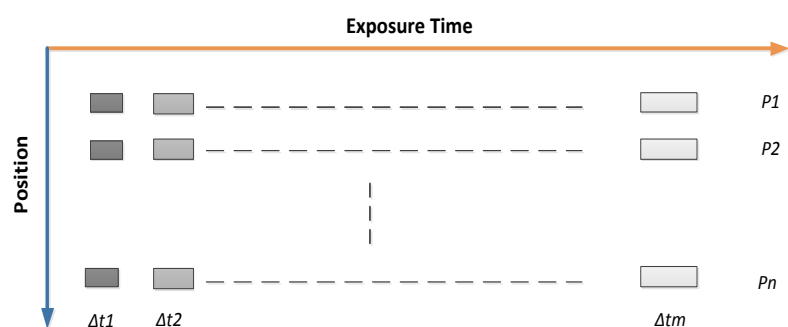 Exposure Time
Position
P1
P2
Pn
Δt1 Δt2 Δtm